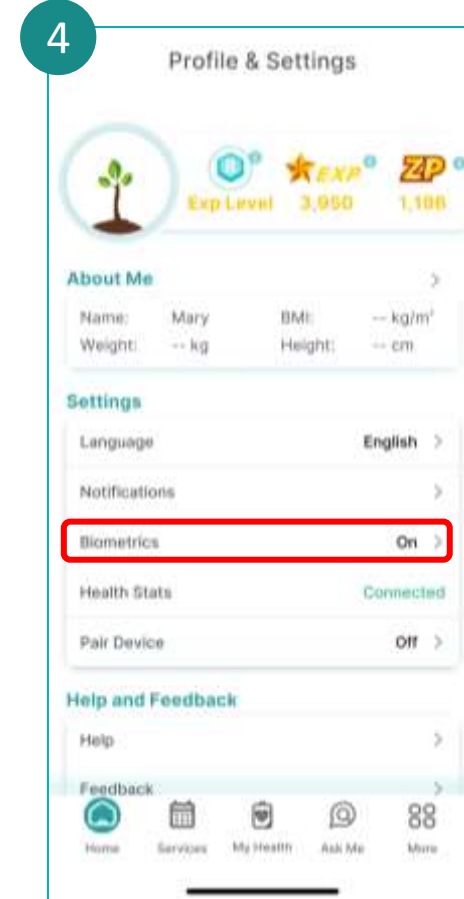 4
Profile & Settings
EXP ZP
Exp Level 3,950 1,186
About Me
Name: Mary BMI: -- kg/m²
Weight: -- kg Height: -- cm
Settings
Language English
Notifications
Biometrics On
Health Stats Connected
Pair Device Off
Help and Feedback
Help
Feedback
Home Services My Health Ask Me More